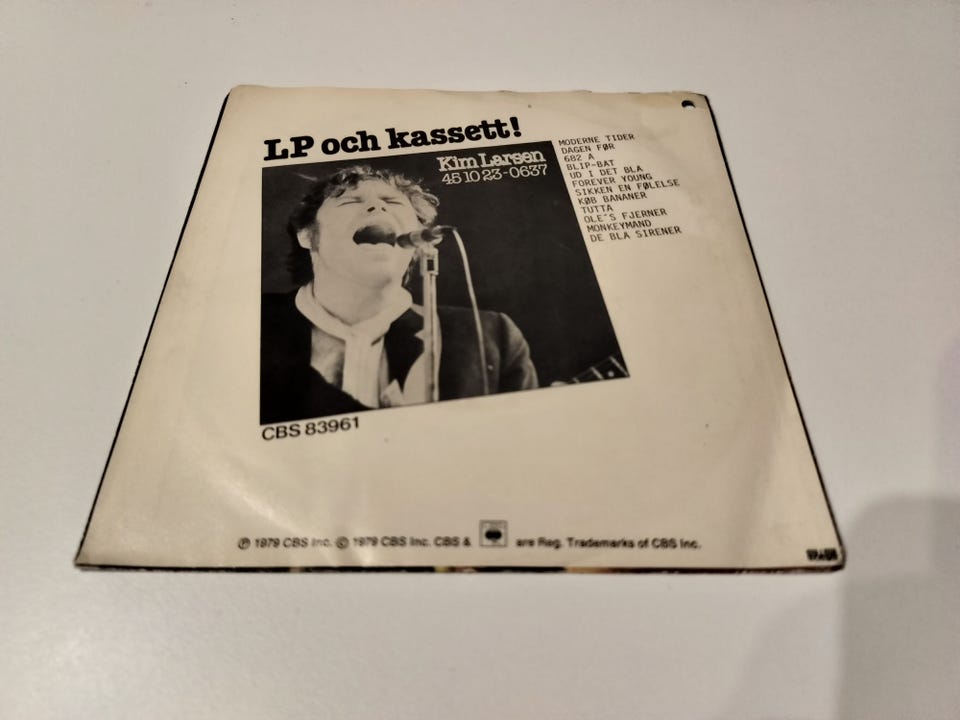 LP och kassett!
Kim Larsen
45 10 23-0637
MODERNE TIDER
DAGEN FØR
682 A
BLIP-BAT
UD I DET BLA
FOREVER YOUNG
SIKKEN EN FØLELSE
KØB BANANER
TUTTA
OLE'S FJERNER
MONKEYMAND
DE BLA SIRENER
CBS 83961
Ⓟ 1979 CBS Inc. © 1979 CBS Inc. CBS & are Reg. Trademarks of CBS Inc.